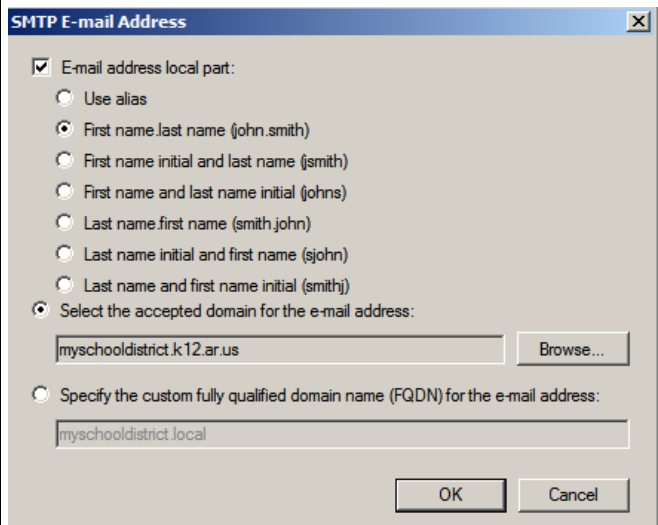 SMTP E-mail Address
E-mail address local part:
Use alias
First name.last name (john.smith)
First name initial and last name (jsmith)
First name and last name initial (johns)
Last name.first name (smith.john)
Last name initial and first name (sjohn)
Last name and first name initial (smithj)
Select the accepted domain for the e-mail address:
myschooldistrict.k12.ar.us
Browse...
Specify the custom fully qualified domain name (FQDN) for the e-mail address:
myschooldistrict.local
OK
Cancel